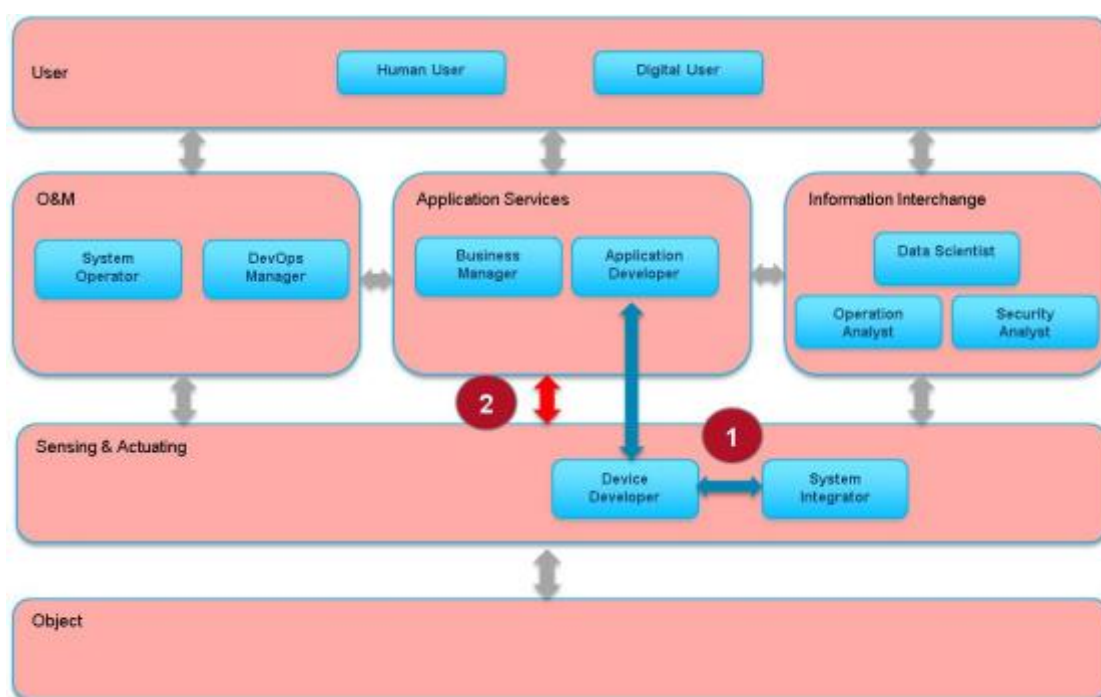 User
Human User
Digital User
O&M
System
Operator
DevOps
Manager
Application Services
Business
Manager
Application
Developer
Information Interchange
Data Scientist
Operation
Analyst
Security
Analyst
2
Sensing & Actuating
1
Device
Developer
System
Integrator
Object